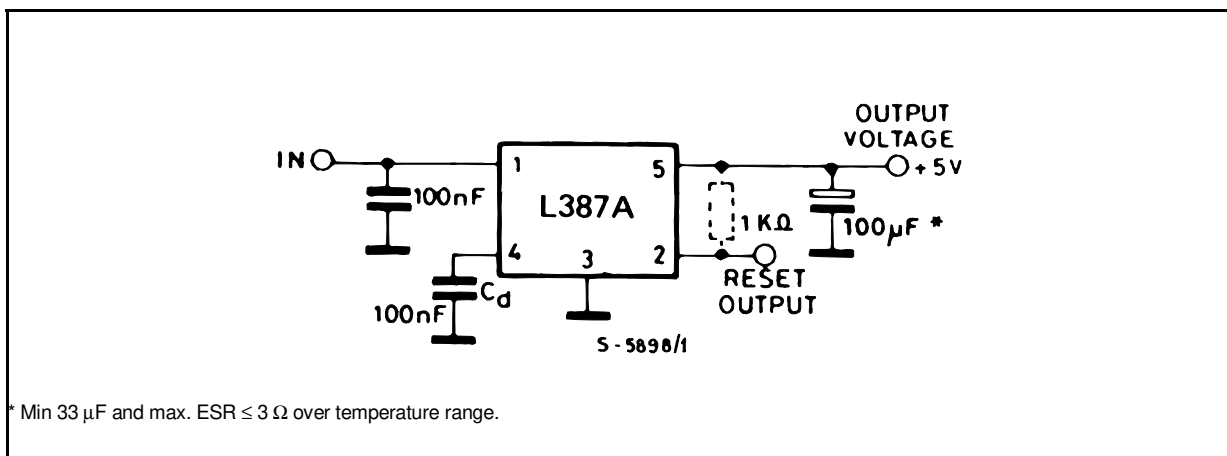 OUTPUT
VOLTAGE
IN
1
5
+5V
100nF
L387A
1KΩ
100μF *
4
3
2
Cd
100nF
RESET
OUTPUT
S-5898/1
* Min 33 μF and max. ESR ≤ 3 Ω over temperature range.